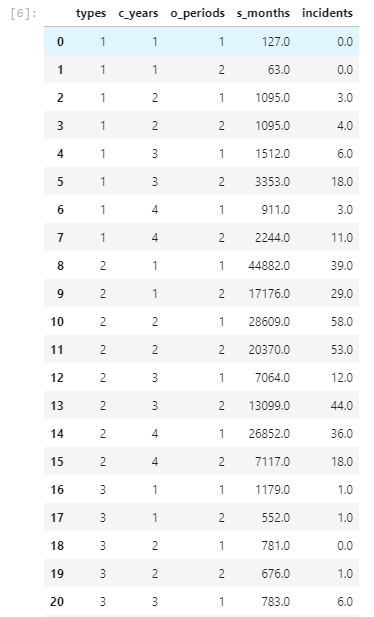 [6]:
types c_years o_periods s_months incidents
0 1 1 1 127.0 0.0
1 1 1 2 63.0 0.0
2 1 2 1 1095.0 3.0
3 1 2 2 1095.0 4.0
4 1 3 1 1512.0 6.0
5 1 3 2 3353.0 18.0
6 1 4 1 911.0 3.0
7 1 4 2 2244.0 11.0
8 2 1 1 44882.0 39.0
9 2 1 2 17176.0 29.0
10 2 2 1 28609.0 58.0
11 2 2 2 20370.0 53.0
12 2 3 1 7064.0 12.0
13 2 3 2 13099.0 44.0
14 2 4 1 26852.0 36.0
15 2 4 2 7117.0 18.0
16 3 1 1 1179.0 1.0
17 3 1 2 552.0 1.0
18 3 2 1 781.0 0.0
19 3 2 2 676.0 1.0
20 3 3 1 783.0 6.0